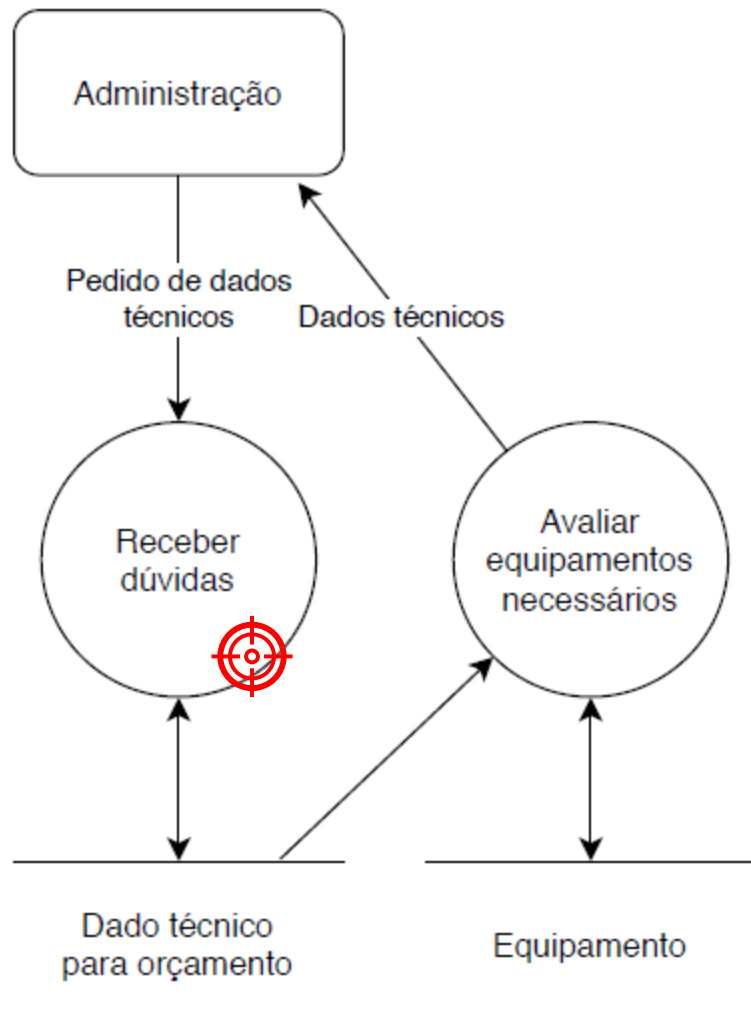 Administração
Pedido de dados
técnicos
Dados técnicos
Receber
dúvidas
Avaliar
equipamentos
necessários
Dado técnico
para orçamento
Equipamento